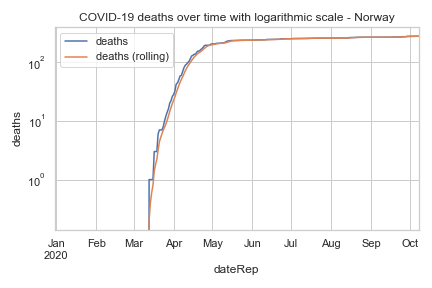 COVID-19 deaths over time with logarithmic scale - Norway
deaths
deaths (rolling)
10²
10¹
10⁰
deaths
Jan Feb Mar Apr May Jun Jul Aug Sep Oct
2020
dateRep